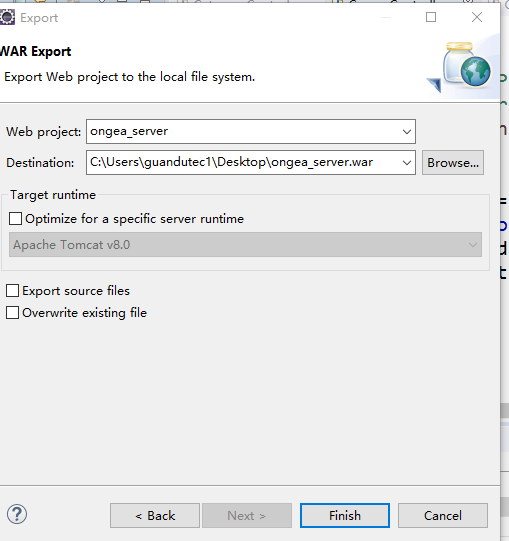 Export
WAR Export
Export Web project to the local file system.
Web project: ongea_server
Destination: C:\Users\guandutec1\Desktop\ongea_server.war Browse...
Target runtime
Optimize for a specific server runtime
Apache Tomcat v8.0
Export source files
Overwrite existing file
< Back Next > Finish Cancel